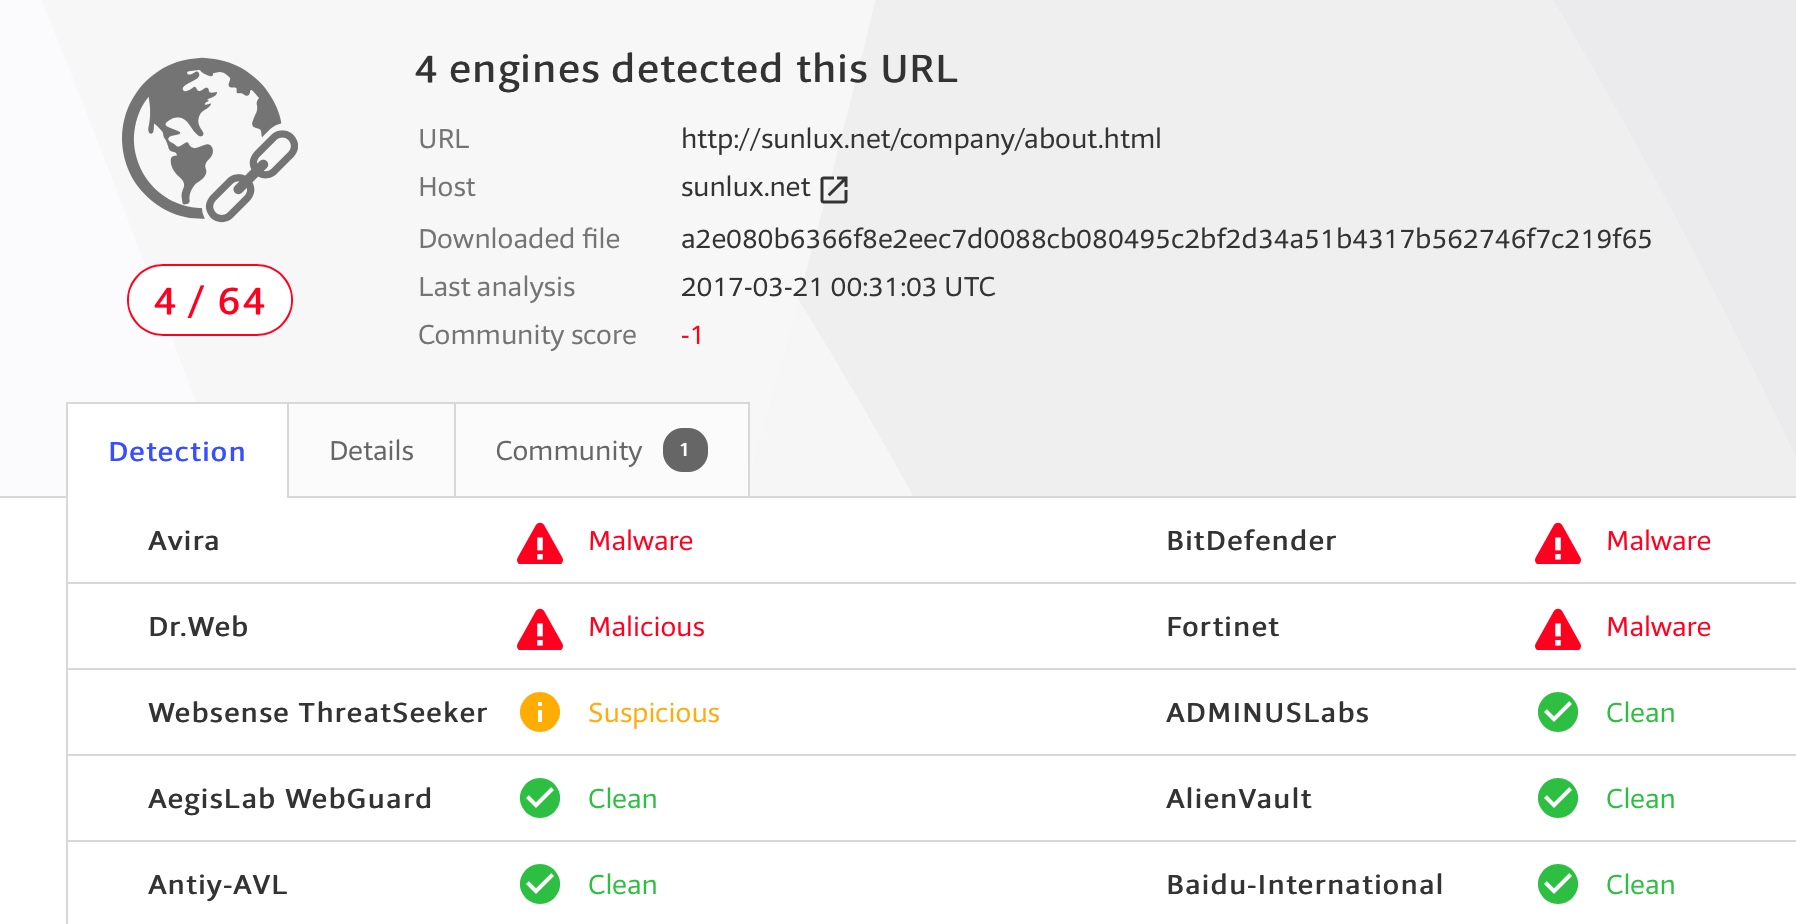 4 engines detected this URL
URL http://sunlux.net/company/about.html
Host sunlux.net
Downloaded file a2e080b6366f8e2eec7d0088cb080495c2bf2d34a51b4317b562746f7c219f65
Last analysis 2017-03-21 00:31:03 UTC
Community score -1
4 / 64
Detection Details Community 1
Avira Malware BitDefender Malware
Dr.Web Malicious Fortinet Malware
Websense ThreatSeeker Suspicious ADMINUSLabs Clean
AegisLab WebGuard Clean AlienVault Clean
Antiy-AVL Clean Baidu-International Clean